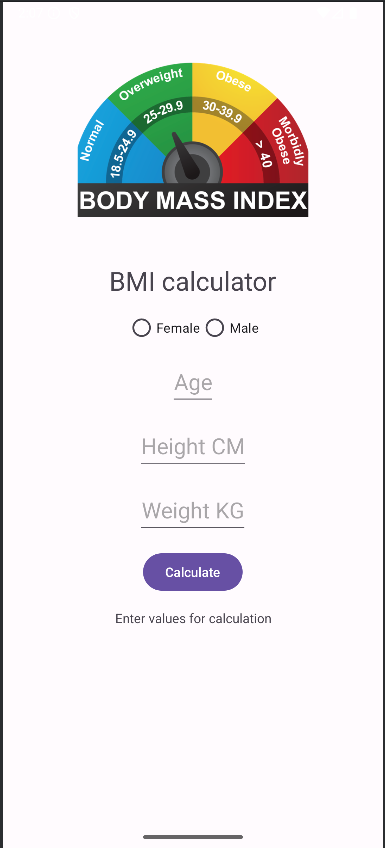 Normal
18.5-24.9
Overweight
25-29.9
Obese
30-39.9
Morbidly
Obese
> 40
BODY MASS INDEX
BMI calculator
Female Male
Age
Height CM
Weight KG
Calculate
Enter values for calculation